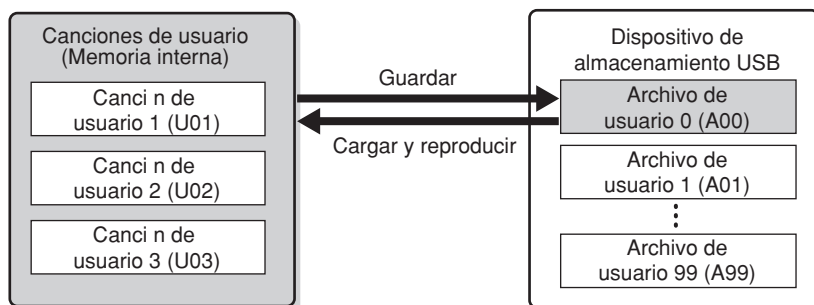 Canciones de usuario
(Memoria interna)
Canci n de
usuario 1 (U01)
Canci n de
usuario 2 (U02)
Canci n de
usuario 3 (U03)
Guardar
Cargar y reproducir
Dispositivo de
almacenamiento USB
Archivo de
usuario 0 (A00)
Archivo de
usuario 1 (A01)
Archivo de
usuario 99 (A99)